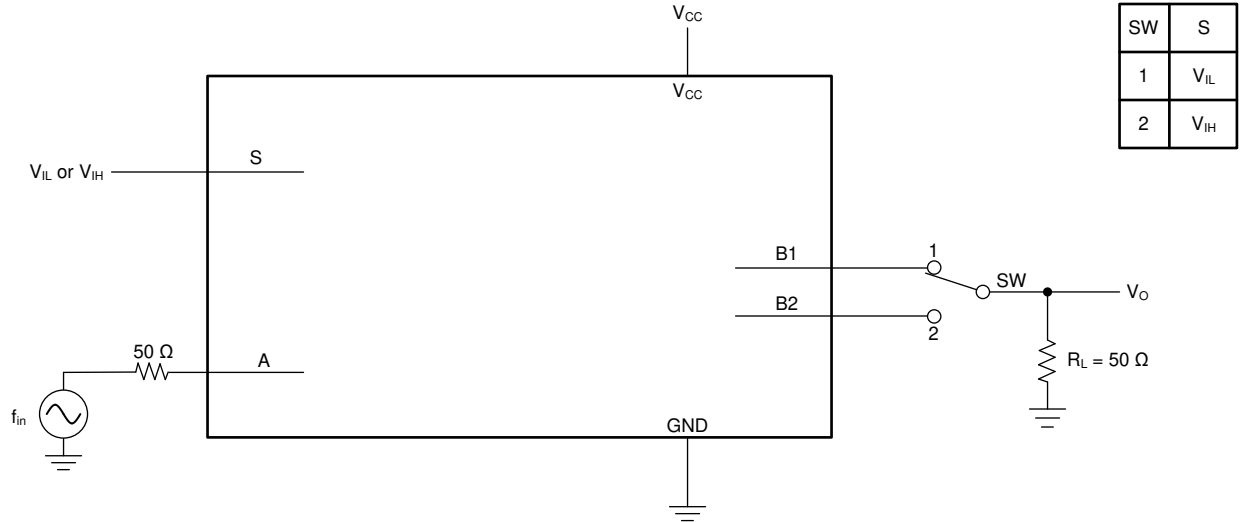 V_CC
V_CC
SW S
1 V_IL
2 V_IH
S
V_IL or V_IH
B1
1
SW
V_O
B2
2
50 Ω
A
R_L = 50 Ω
f_in
GND